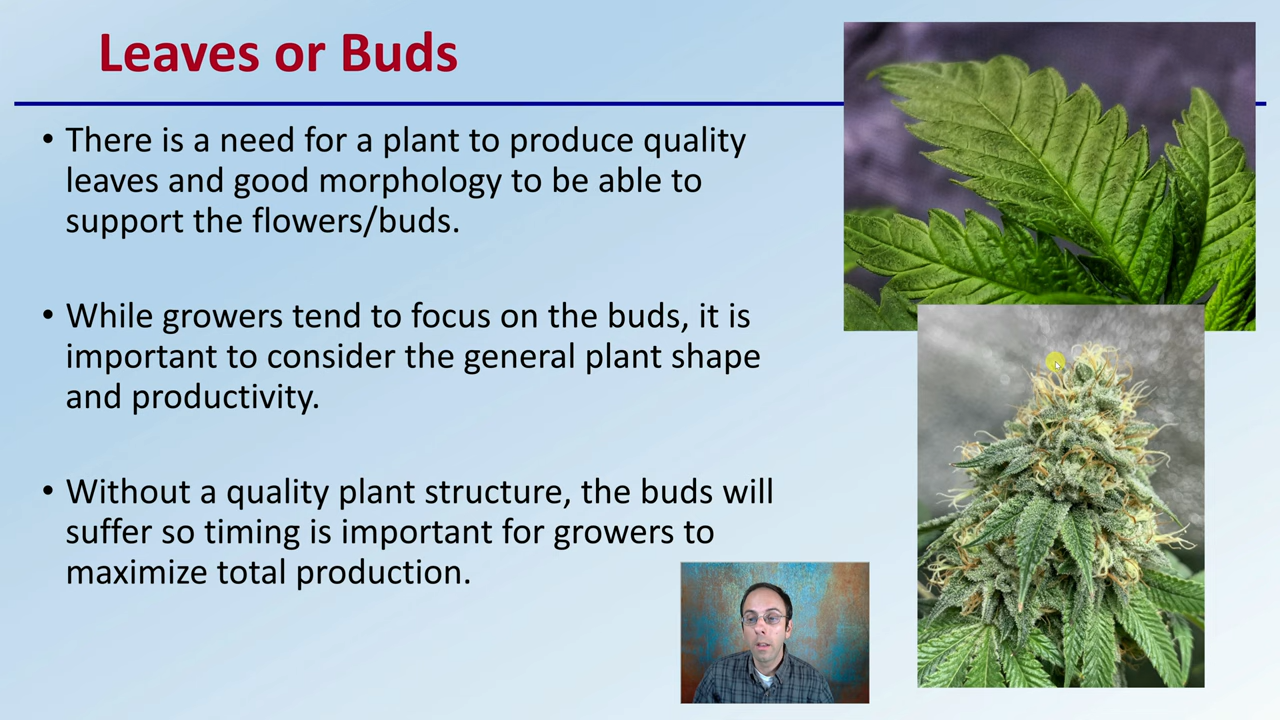 Leaves or Buds
• There is a need for a plant to produce quality
leaves and good morphology to be able to
support the flowers/buds.
• While growers tend to focus on the buds, it is
important to consider the general plant shape
and productivity.
• Without a quality plant structure, the buds will
suffer so timing is important for growers to
maximize total production.